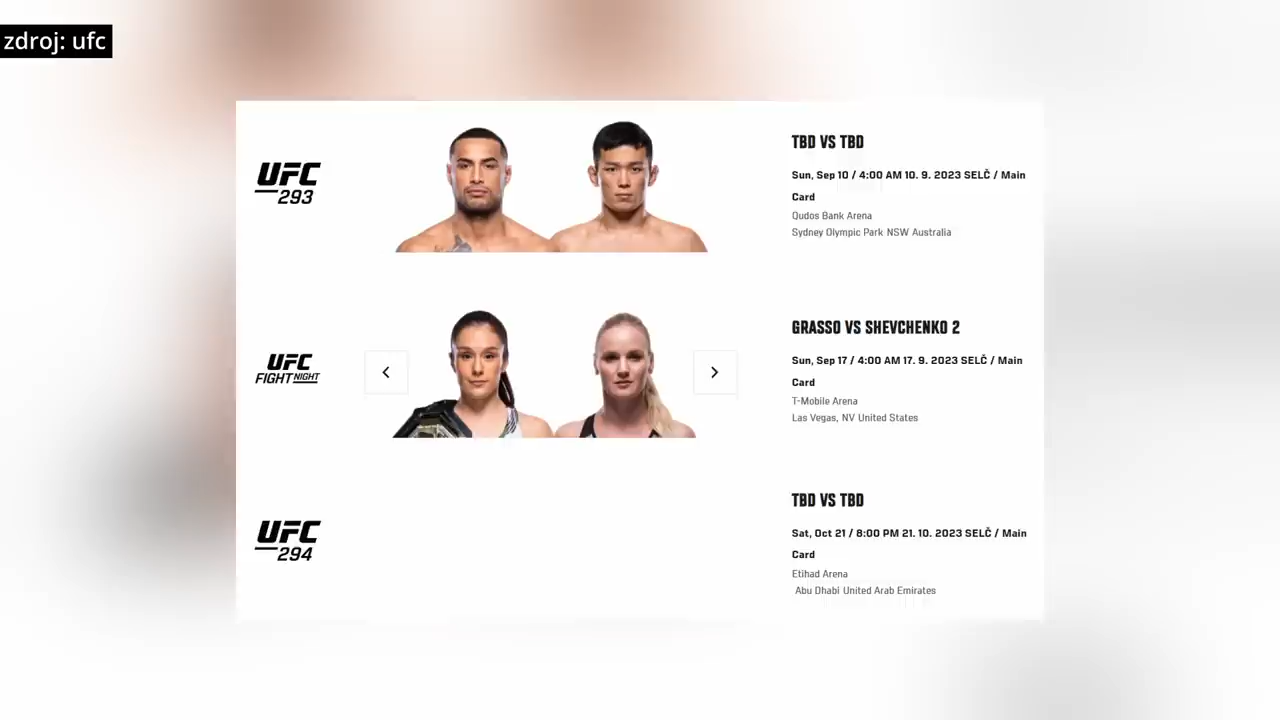 zdroj: ufc
UFC
293
TBD VS TBD
Sun, Sep 10 / 4:00 AM 10. 9. 2023 SELČ / Main
Card
Qudos Bank Arena
Sydney Olympic Park NSW Australia
UFC
FIGHT NIGHT
GRASSO VS SHEVCHENKO 2
Sun, Sep 17 / 4:00 AM 17. 9. 2023 SELČ / Main
Card
T-Mobile Arena
Las Vegas, NV United States
UFC
294
TBD VS TBD
Sat, Oct 21 / 8:00 PM 21. 10. 2023 SELČ / Main
Card
Etihad Arena
Abu Dhabi United Arab Emirates